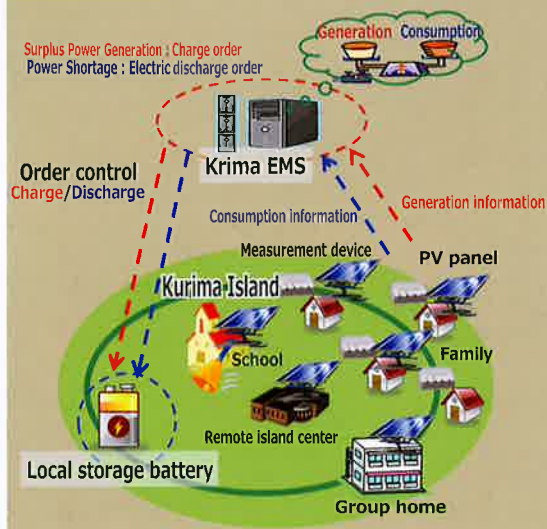 Generation Consumption
Surplus Power Generation : Charge order
Power Shortage : Electric discharge order
Krima EMS
Order control
Charge/Discharge
Consumption information
Generation information
Measurement device
PV panel
Kurima Island
School
Family
Remote island center
Local storage battery
Group home